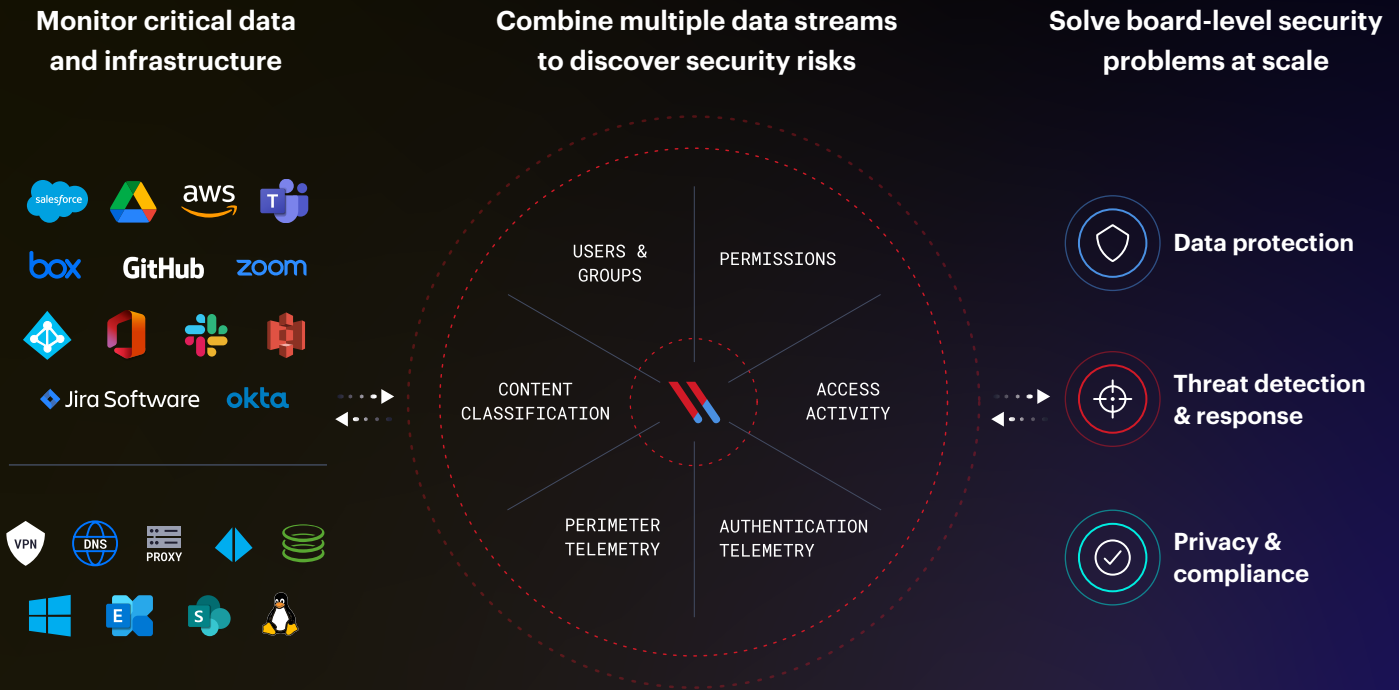 Monitor critical data
and infrastructure
Combine multiple data streams
to discover security risks
Solve board-level security
problems at scale
salesforce
aws
T
box
GitHub
zoom
Jira Software
okta
VPN
DNS
PROXY
E
S
USERS &
GROUPS
PERMISSIONS
CONTENT
CLASSIFICATION
ACCESS
ACTIVITY
PERIMETER
TELEMETRY
AUTHENTICATION
TELEMETRY
Data protection
Threat detection
& response
Privacy &
compliance